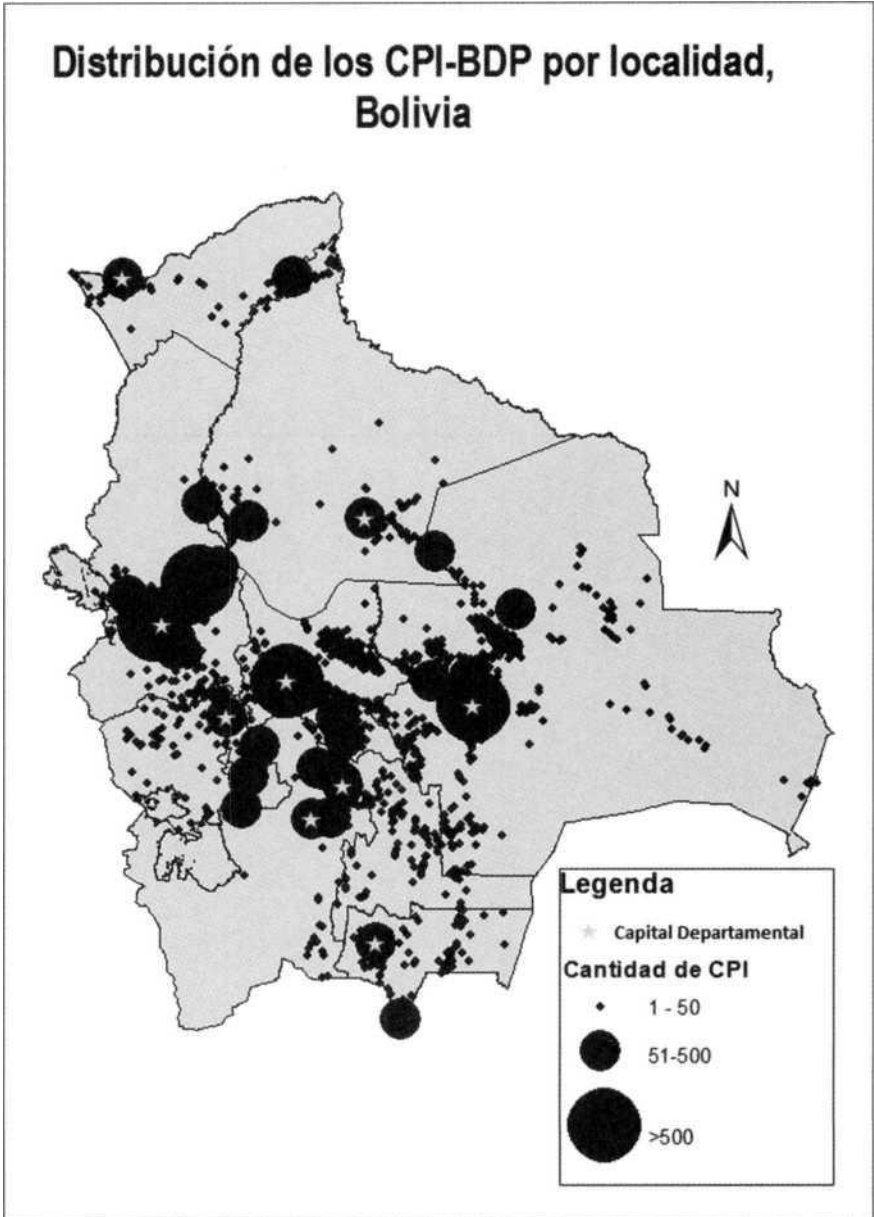 Distribución de los CPI-BDP por localidad,
Bolivia
N
Legenda
Capital Departamental
Cantidad de CPI
1 - 50
51-500
>500